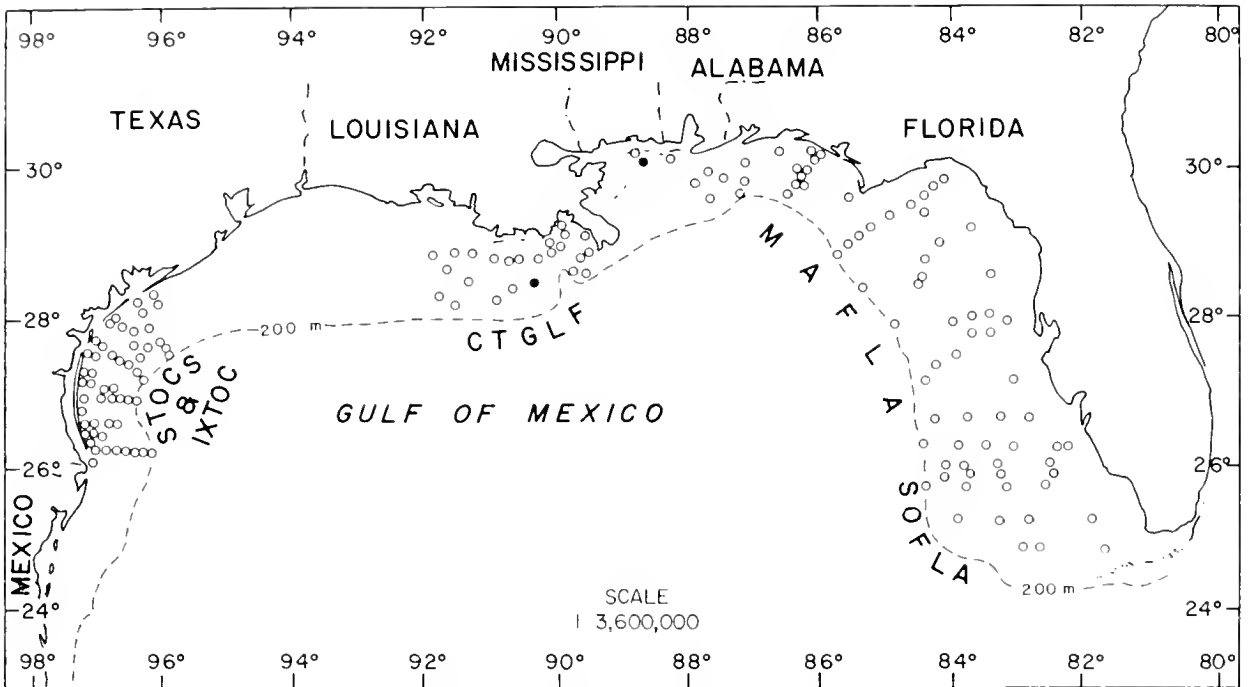 98° 96° 94° 92° 90° 88° 86° 84° 82° 80°
MISSISSIPPI ALABAMA
TEXAS LOUISIANA FLORIDA
30° 30°
MAFLA
28° 200 m 28°
CTGLF
STOCS
&
IXTOC
GULF OF MEXICO
26° 26°
SOFLA
MEXICO
200 m
SCALE
24° 24°
1 3,600,000
98° 96° 94° 92° 90° 88° 86° 84° 82° 80°